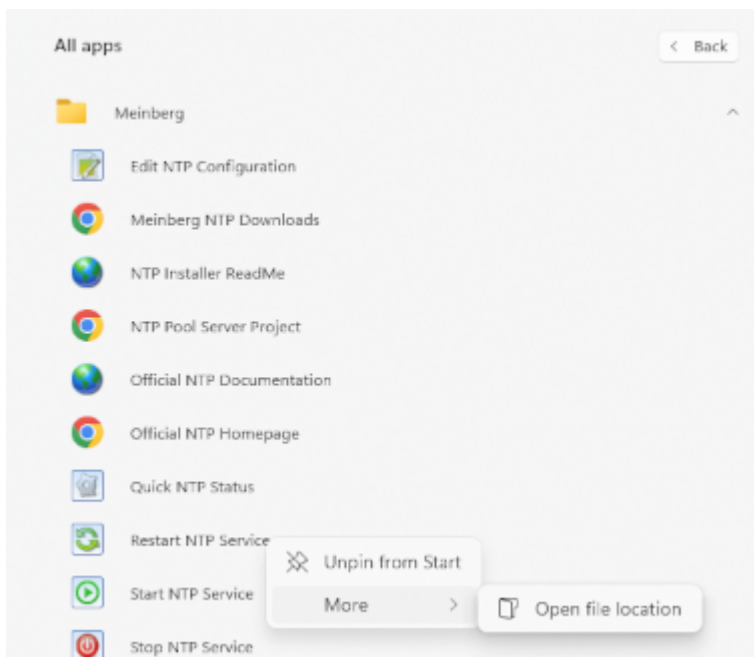 All apps
Back
Meinberg
Edit NTP Configuration
Meinberg NTP Downloads
NTP Installer ReadMe
NTP Pool Server Project
Official NTP Documentation
Official NTP Homepage
Quick NTP Status
Restart NTP Service
Unpin from Start
Start NTP Service
More
Open file location
Stop NTP Service